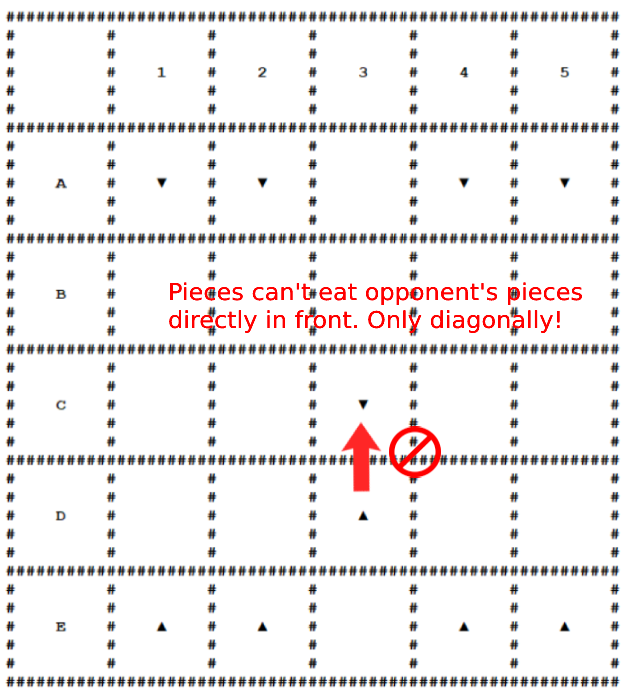 1 2 3 4 5
A ▼ ▼ ▼ ▼
B
Pieces can't eat opponent's pieces
directly in front. Only diagonally!
C ▼
D ▲
E ▲ ▲ ▲ ▲